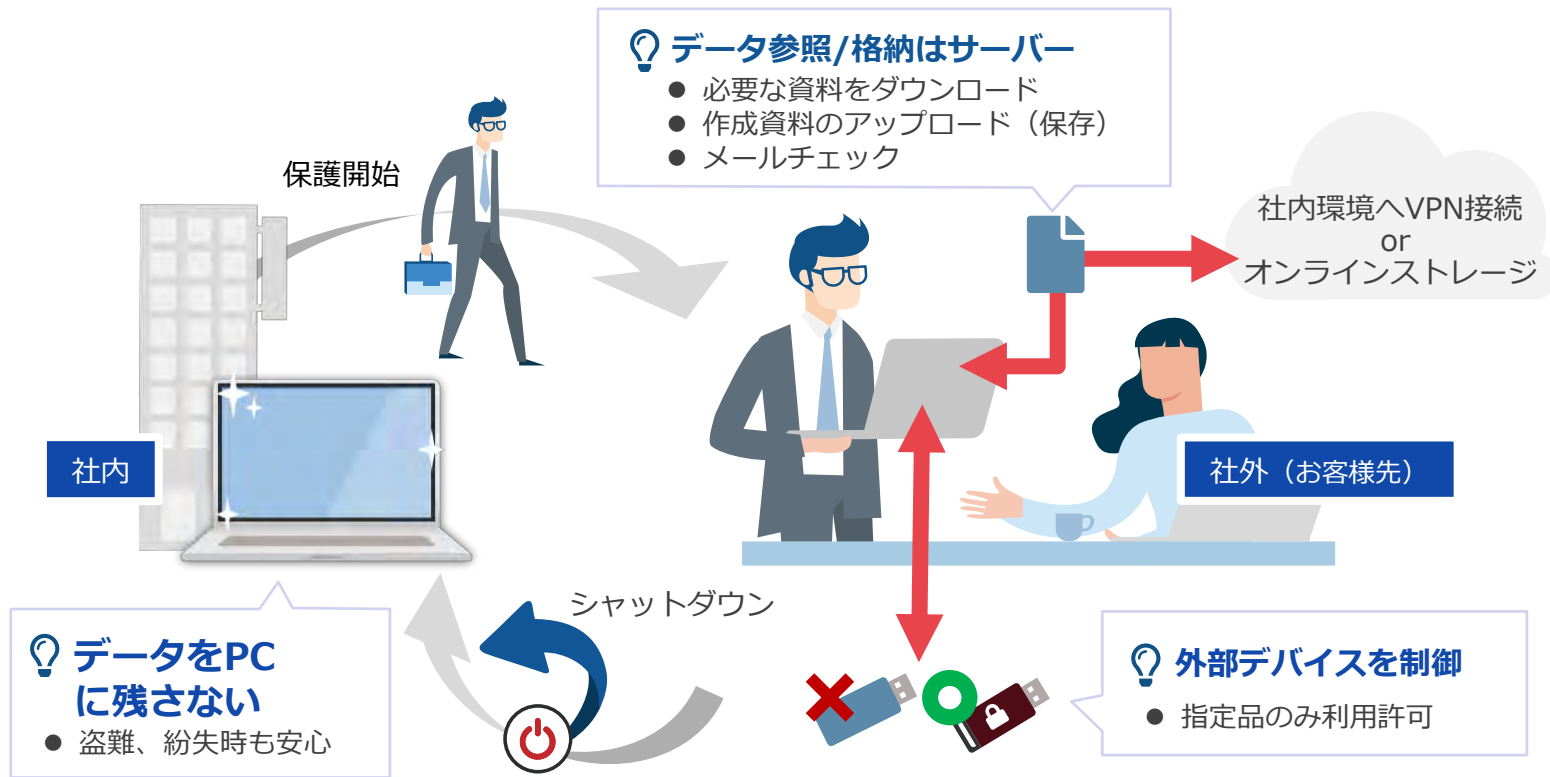 データ参照/格納はサーバー
● 必要な資料をダウンロード
● 作成資料のアップロード（保存）
● メールチェック
保護開始
社内環境へVPN接続
or
オンラインストレージ
社内
社外（お客様先）
シャットダウン
データをPC
に残さない
● 盗難、紛失時も安心
外部デバイスを制御
● 指定品のみ利用許可